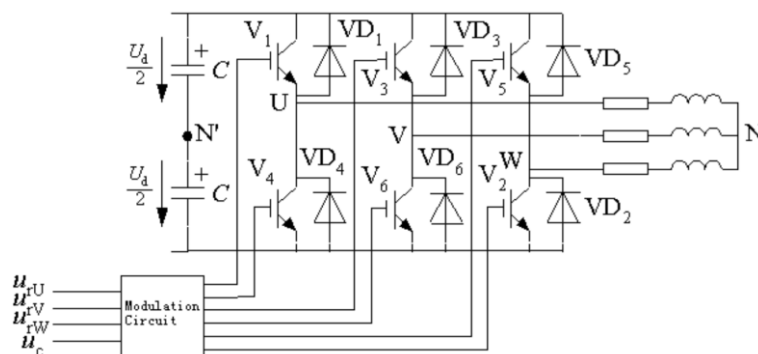 V1 VD1 VD3
Ud/2 + C V3 V5 VD5
U
N' V N
VD4 VD6 W
Ud/2 + C V4 V6 V2 VD2
urU
urV
urW
uc
Modulation
Circuit